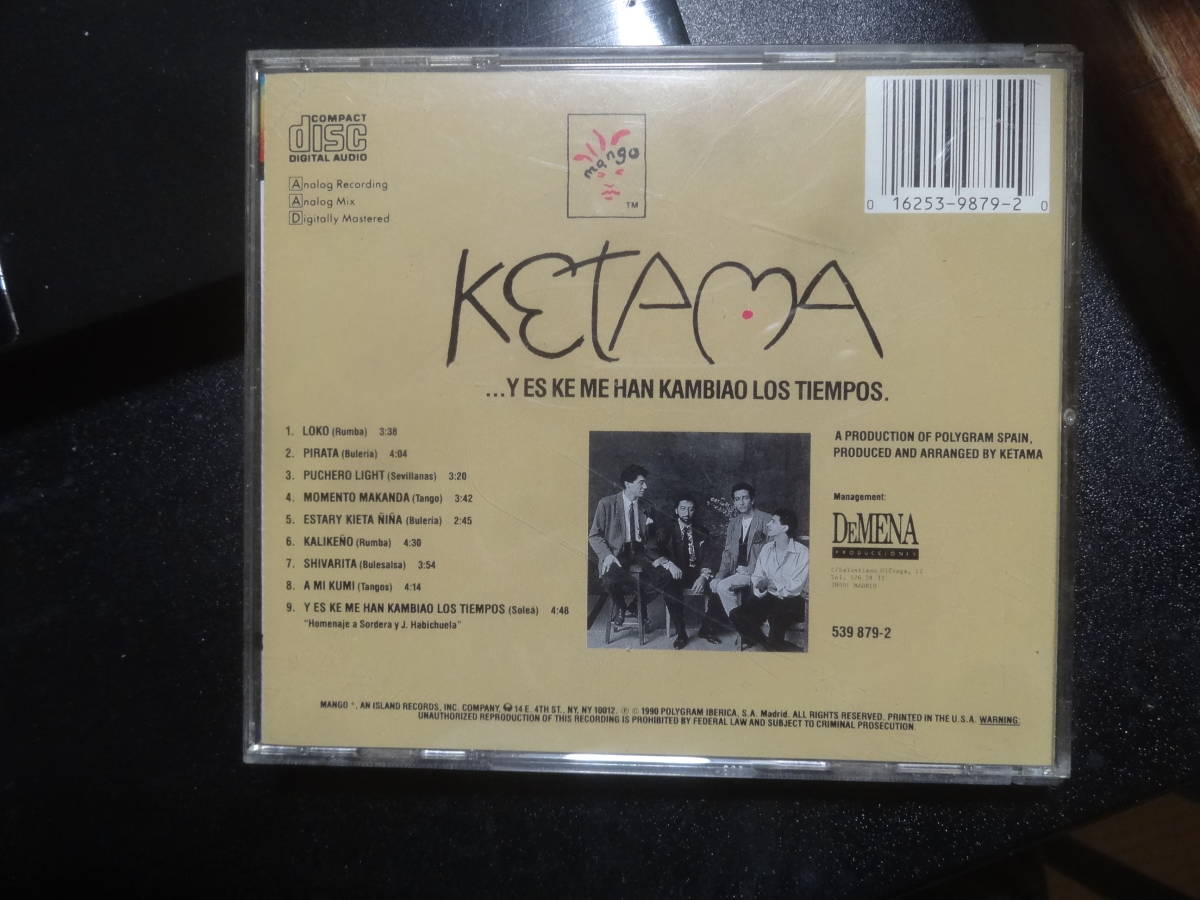 COMPACT
disc
DIGITAL AUDIO
Analog Recording
Analog Mix
Digitally Mastered
mango
TM
0 16253-9879-2 0
KETAMA
...Y ES KE ME HAN KAMBIAO LOS TIEMPOS.
1. LOKO (Rumba) 3:38
2. PIRATA (Bulería) 4:04
3. PUCHERO LIGHT (Sevillanas) 3:20
4. MOMENTO MAKANDA (Tango) 3:42
5. ESTARY KIETA ÑIÑA (Bulería) 2:45
6. KALIKEÑO (Rumba) 4:30
7. SHIVARITA (Bulesalsa) 3:54
8. A MI KUMI (Tangos) 4:14
9. Y ES KE ME HAN KAMBIAO LOS TIEMPOS (Soleá) 4:48
"Homenaje a Sordera y J. Habichuela"
A PRODUCTION OF POLYGRAM SPAIN,
PRODUCED AND ARRANGED BY KETAMA
Management:
DEMENA
PRODUCCIONES
MADRID
539 879-2
MANGO ®, AN ISLAND RECORDS, INC. COMPANY, 14 E. 4TH ST., NY, NY 10012. ℗ © 1990 POLYGRAM IBERICA, S.A. Madrid. ALL RIGHTS RESERVED. PRINTED IN THE U.S.A. WARNING:
UNAUTHORIZED REPRODUCTION OF THIS RECORDING IS PROHIBITED BY FEDERAL LAW AND SUBJECT TO CRIMINAL PROSECUTION.